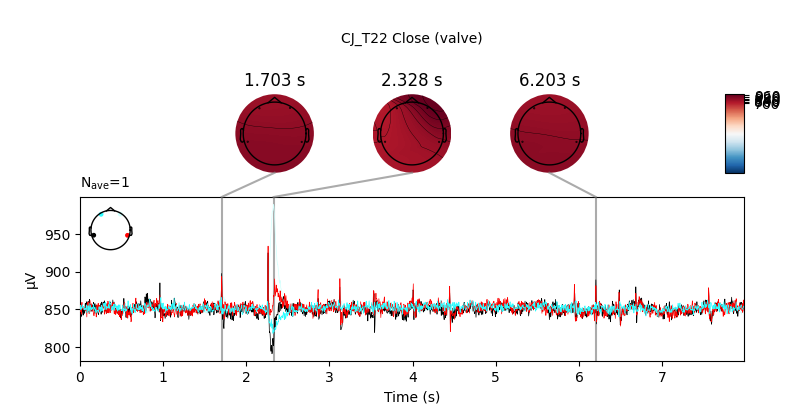 CJ_T22 Close (valve)
1.703 s 2.328 s 6.203 s
Nave=1
950
900
850
800
µV
0 1 2 3 4 5 6 7
Time (s)